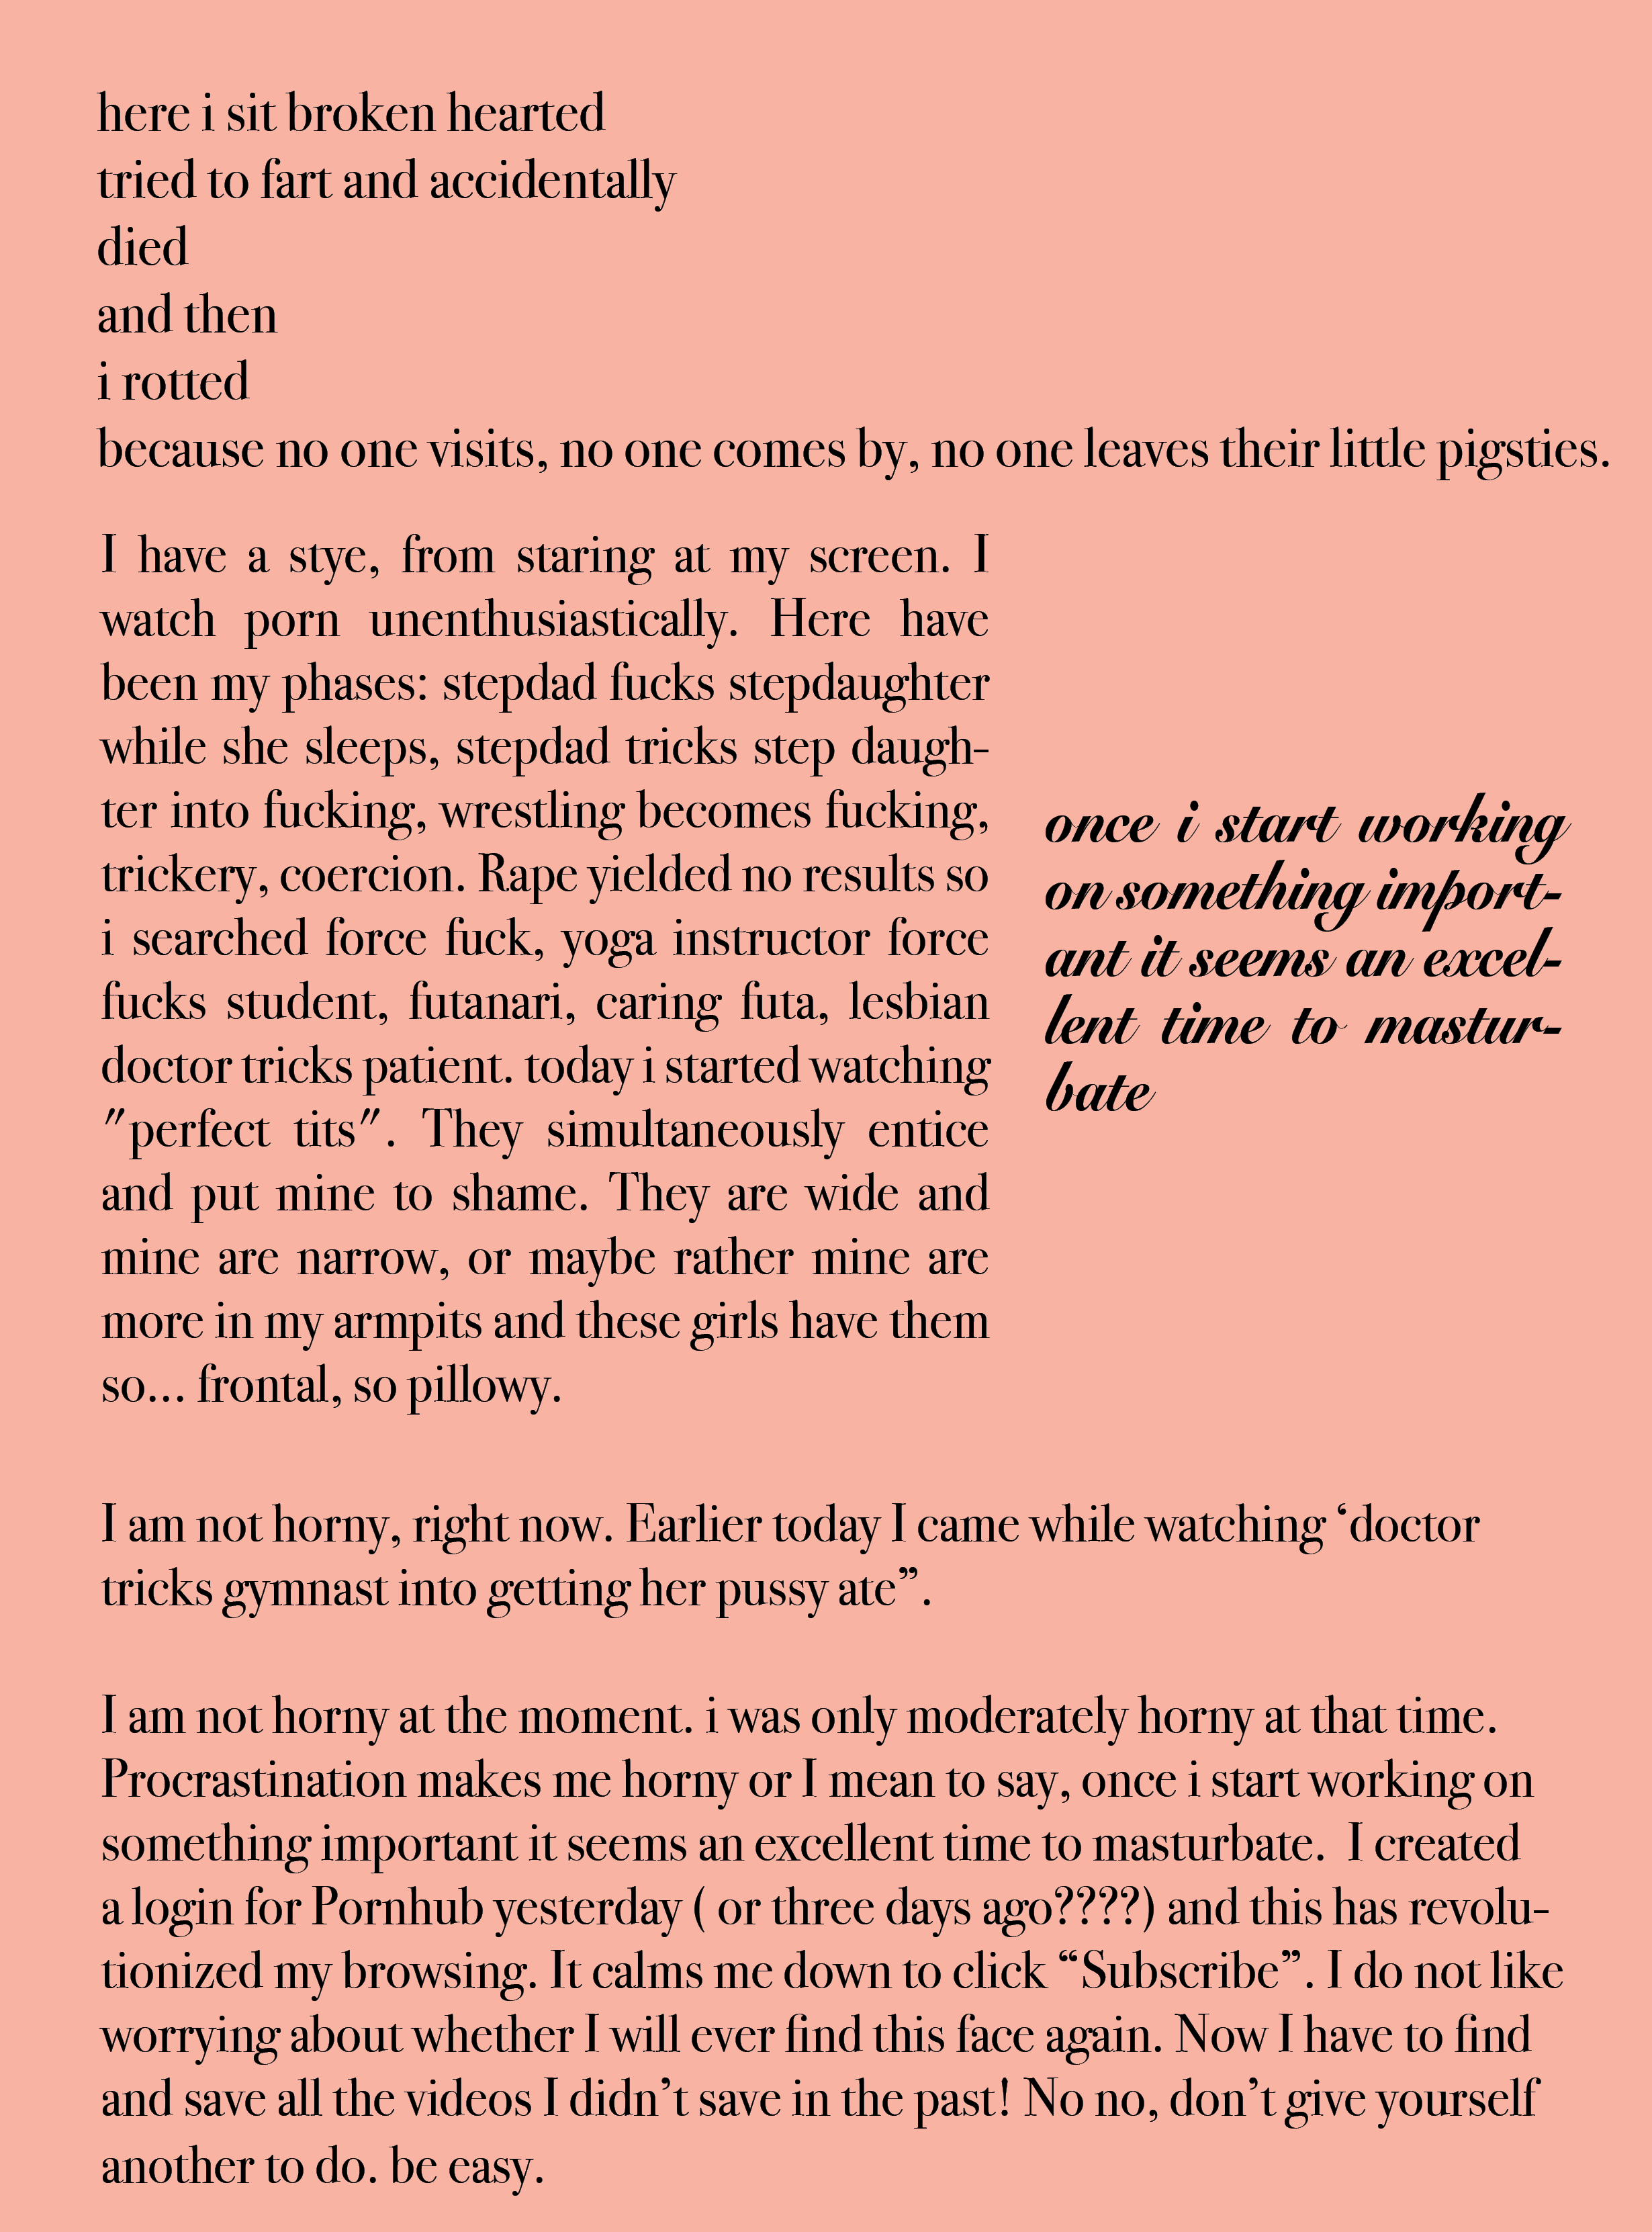 here i sit broken hearted
tried to fart and accidentally
died
and then
i rotted
because no one visits, no one comes by, no one leaves their little pigsties.
I have a stye, from staring at my screen. I
watch porn unenthusiastically. Here have
been my phases: stepdad fucks stepdaughter
while she sleeps, stepdad tricks step daugh-
ter into fucking, wrestling becomes fucking,
trickery, coercion. Rape yielded no results so
i searched force fuck, yoga instructor force
fucks student, futanari, caring futa, lesbian
doctor tricks patient. today i started watching
"perfect tits". They simultaneously entice
and put mine to shame. They are wide and
mine are narrow, or maybe rather mine are
more in my armpits and these girls have them
so... frontal, so pillowy.
once i start working
on something import-
ant it seems an excel-
lent time to mastur-
bate
I am not horny, right now. Earlier today I came while watching ‘doctor
tricks gymnast into getting her pussy ate”.
I am not horny at the moment. i was only moderately horny at that time.
Procrastination makes me horny or I mean to say, once i start working on
something important it seems an excellent time to masturbate.  I created
a login for Pornhub yesterday ( or three days ago????) and this has revolu-
tionized my browsing. It calms me down to click “Subscribe”. I do not like
worrying about whether I will ever find this face again. Now I have to find
and save all the videos I didn’t save in the past! No no, don’t give yourself
another to do. be easy.